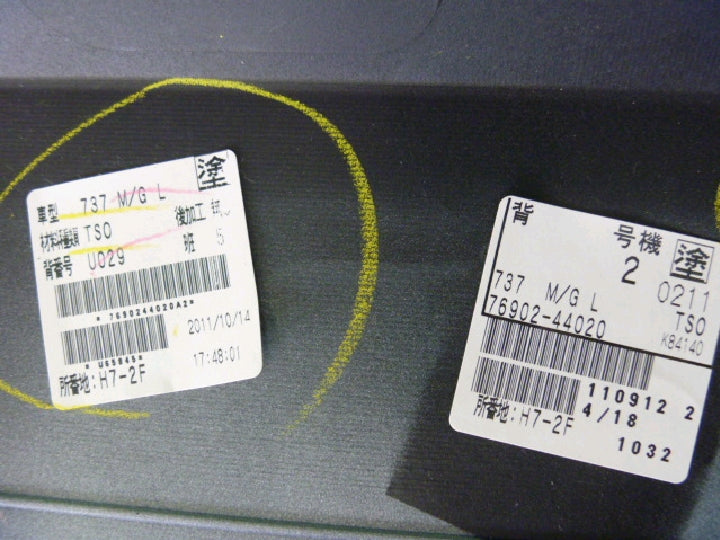 塗
車型 737 M/G L
材料種類 TSO 後加工 試
背番号 U029 班 5
*7690244020A2*
2011/10/14
17:48:01
所番地:H7-2F
背 号機 塗
2 0211
737 M/G L TSO
76902-44020 K84140
110912 2
4/18
所番地:H7-2F 1032